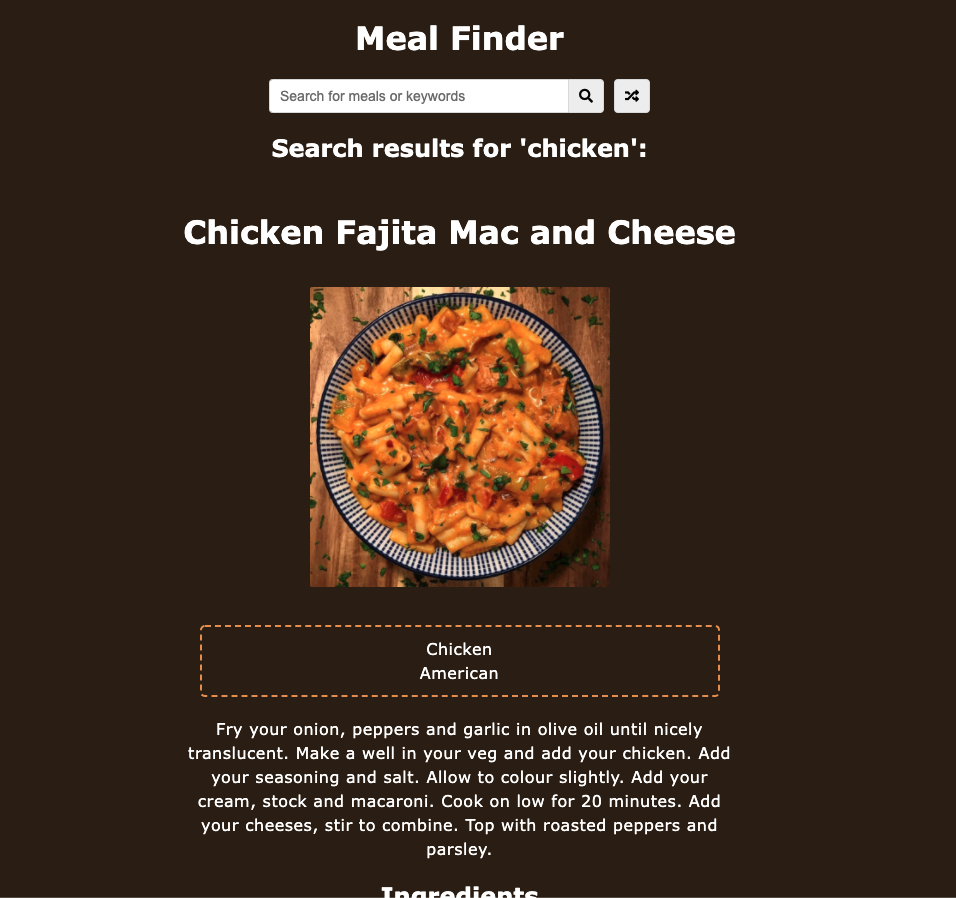 Meal Finder
Search for meals or keywords
Search results for 'chicken':
Chicken Fajita Mac and Cheese
Chicken
American
Fry your onion, peppers and garlic in olive oil until nicely
translucent. Make a well in your veg and add your chicken. Add
your seasoning and salt. Allow to colour slightly. Add your
cream, stock and macaroni. Cook on low for 20 minutes. Add
your cheeses, stir to combine. Top with roasted peppers and
parsley.
Ingredients